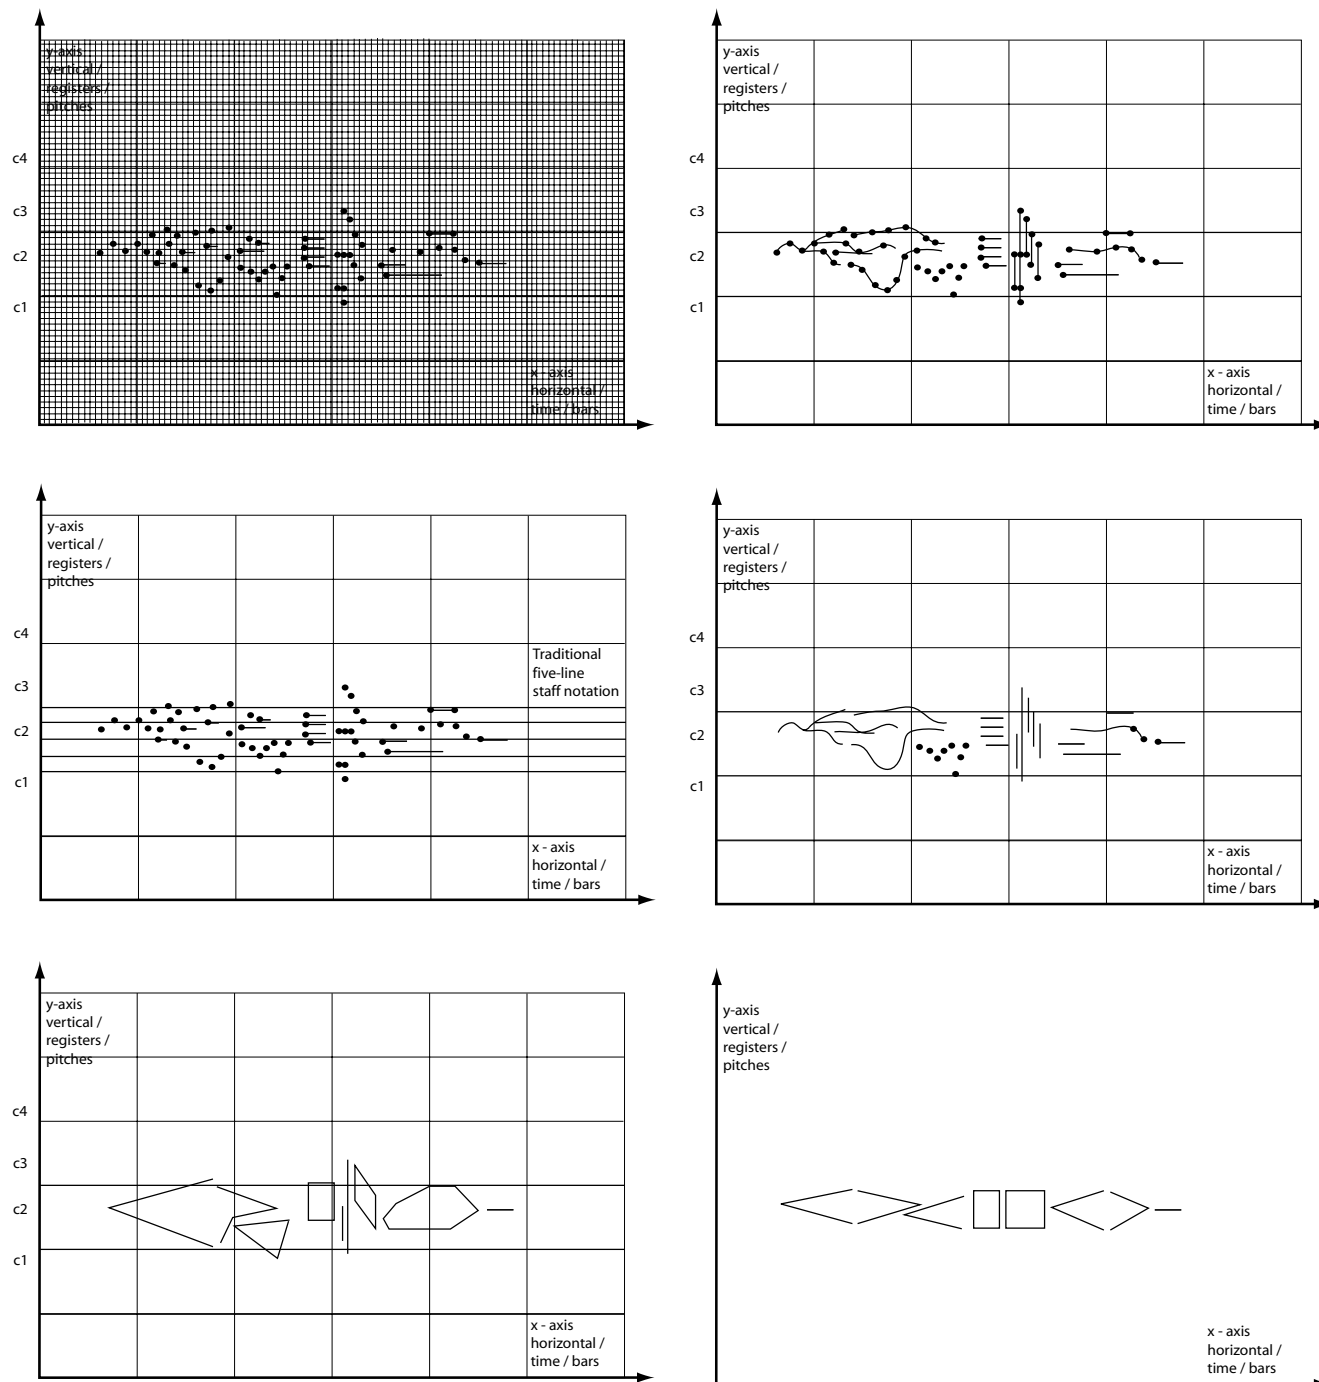 y-axis
vertical /
registers /
pitches
c4
c3
c2
c1
x - axis
horizontal /
time / bars
y-axis
vertical /
registers /
pitches
c4
c3
c2
c1
x - axis
horizontal /
time / bars
y-axis
vertical /
registers /
pitches
c4
Traditional
five-line
staff notation
c3
c2
c1
x - axis
horizontal /
time / bars
y-axis
vertical /
registers /
pitches
c4
c3
c2
c1
x - axis
horizontal /
time / bars
y-axis
vertical /
registers /
pitches
c4
c3
c2
c1
x - axis
horizontal /
time / bars
y-axis
vertical /
registers /
pitches
x - axis
horizontal /
time / bars